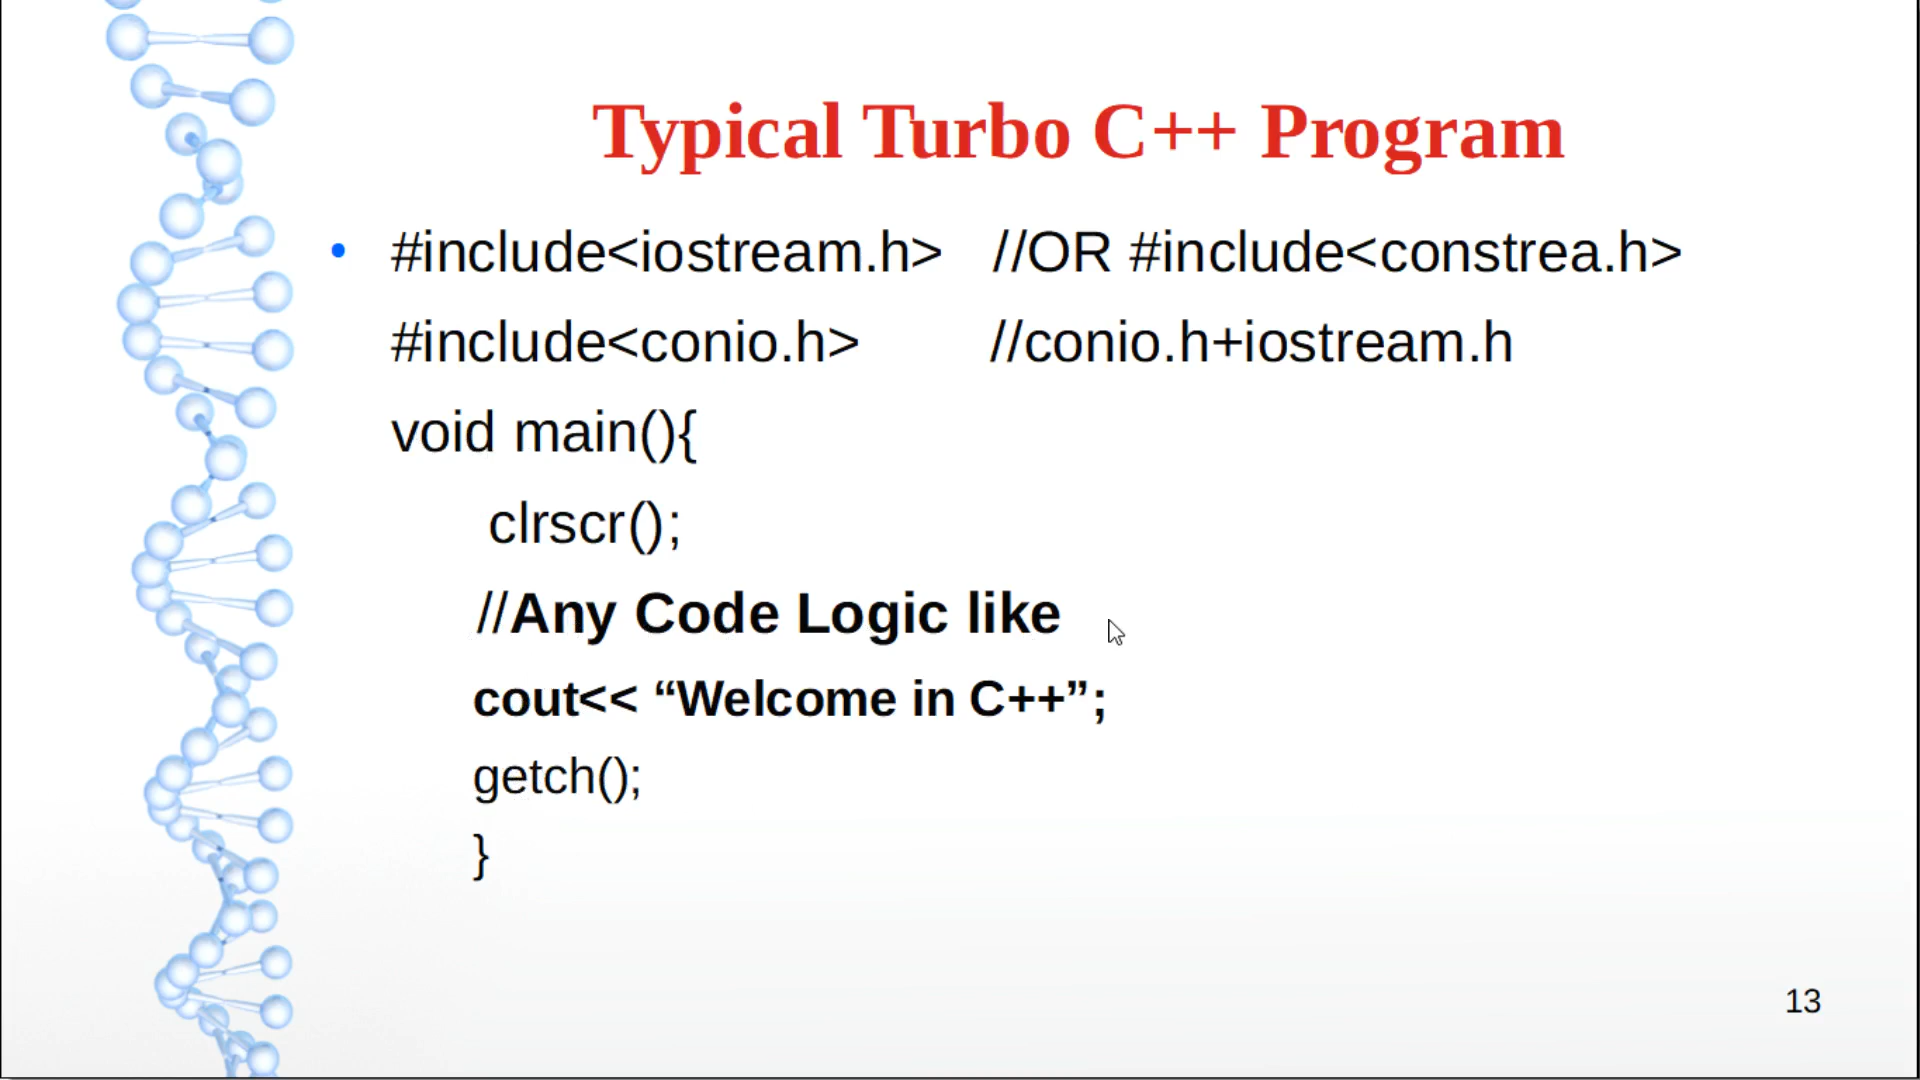 Typical Turbo C++ Program
• #include<iostream.h> //OR #include<constrea.h>
#include<conio.h> //conio.h+iostream.h
void main(){
clrscr();
//Any Code Logic like
cout<< “Welcome in C++”;
getch();
}
13